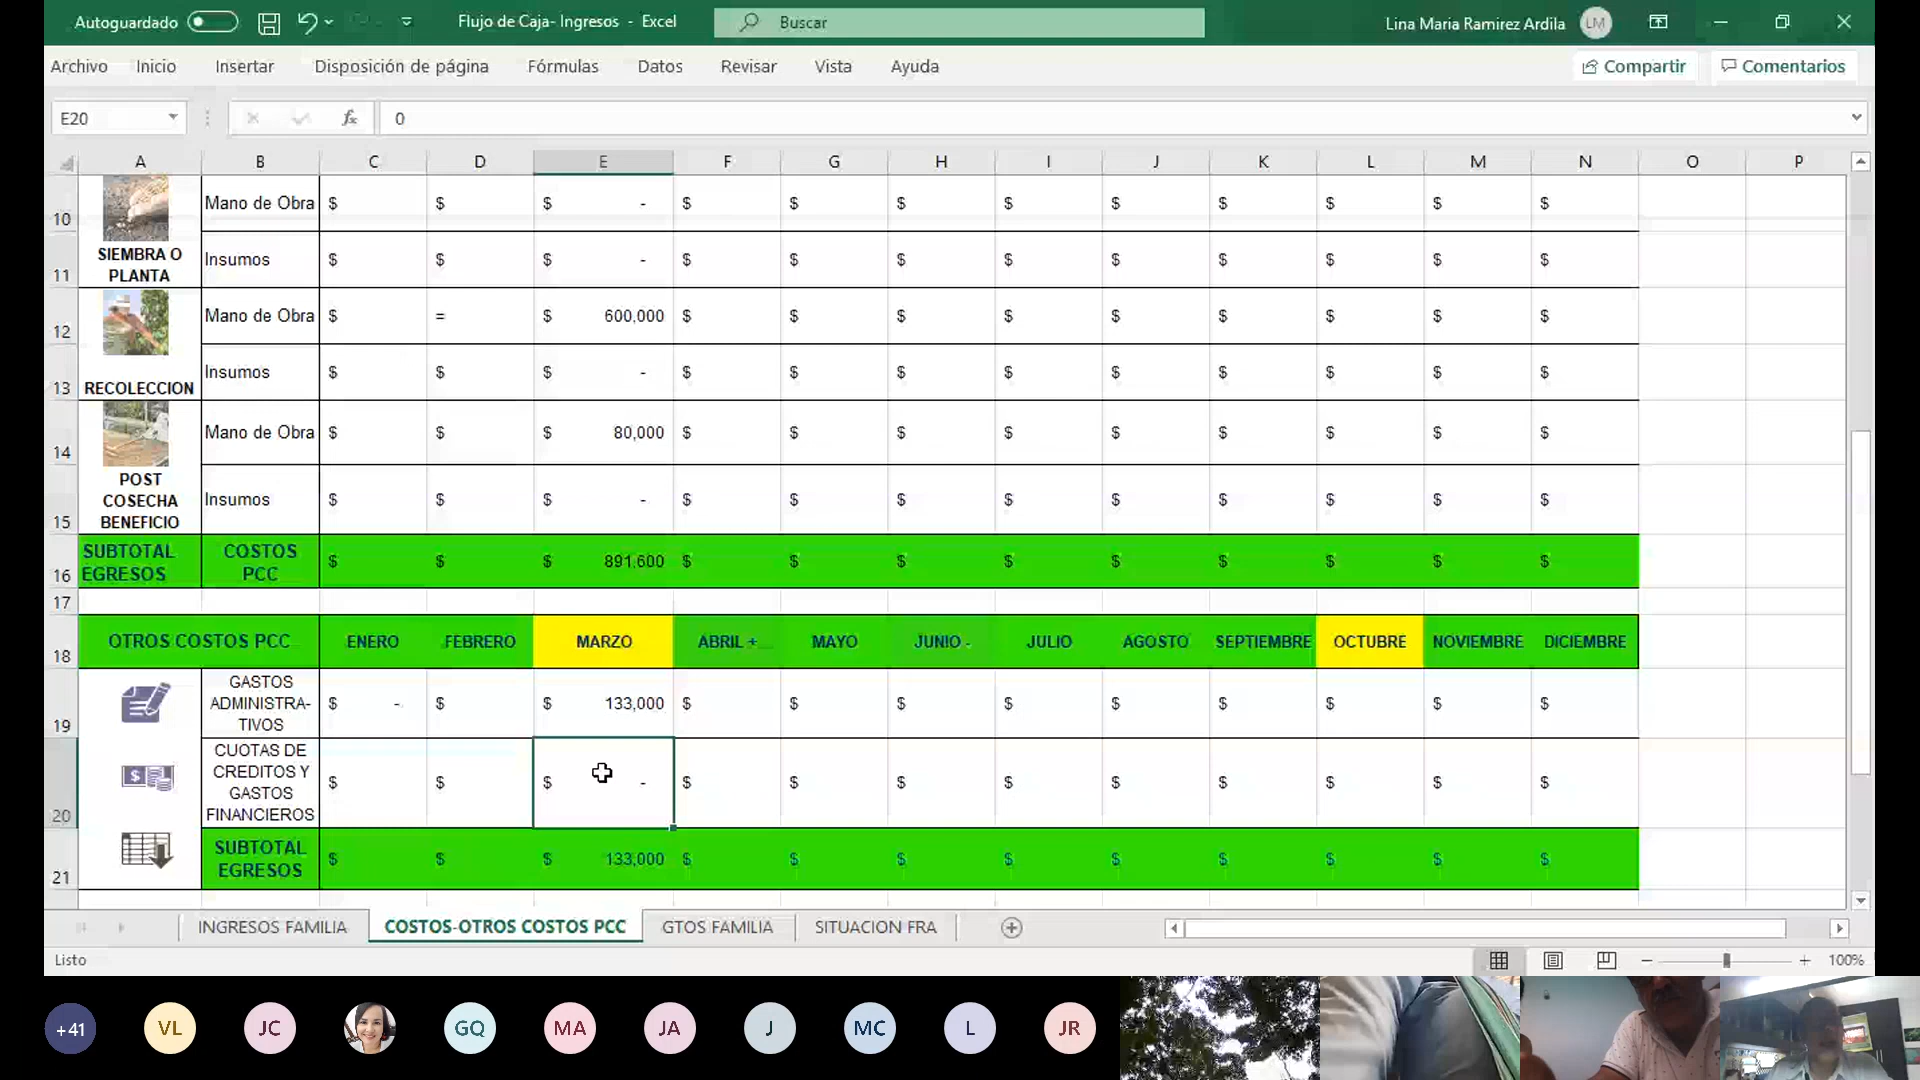 Autoguardado
Flujo de Caja- Ingresos - Excel
Buscar
Lina Maria Ramirez Ardila LM
Archivo Inicio Insertar Disposición de página Fórmulas Datos Revisar Vista Ayuda
Compartir Comentarios
E20 fx 0
A B C D E F G H I J K L M N O P
10 Mano de Obra $ $ $ - $ $ $ $ $ $ $ $ $
SIEMBRA O
PLANTA
11 Insumos $ $ $ - $ $ $ $ $ $ $ $ $
12 Mano de Obra $ = $ 600,000 $ $ $ $ $ $ $ $ $
13 RECOLECCION Insumos $ $ $ - $ $ $ $ $ $ $ $ $
14 Mano de Obra $ $ $ 80,000 $ $ $ $ $ $ $ $ $
POST
COSECHA
BENEFICIO
15 Insumos $ $ $ - $ $ $ $ $ $ $ $ $
SUBTOTAL
EGRESOS
COSTOS
PCC
16 $ $ $ 891,600 $ $ $ $ $ $ $ $ $
17
18 OTROS COSTOS PCC ENERO FEBRERO MARZO ABRIL + MAYO JUNIO - JULIO AGOSTO SEPTIEMBRE OCTUBRE NOVIEMBRE DICIEMBRE
GASTOS
ADMINISTRA-
TIVOS
19 $ - $ $ 133,000 $ $ $ $ $ $ $ $ $
CUOTAS DE
CREDITOS Y
GASTOS
FINANCIEROS
20 $ $ $ - $ $ $ $ $ $ $ $ $
SUBTOTAL
EGRESOS
21 $ $ $ 133,000 $ $ $ $ $ $ $ $ $
INGRESOS FAMILIA COSTOS-OTROS COSTOS PCC GTOS FAMILIA SITUACION FRA
Listo
100%
+41 VL JC GQ MA JA J MC L JR